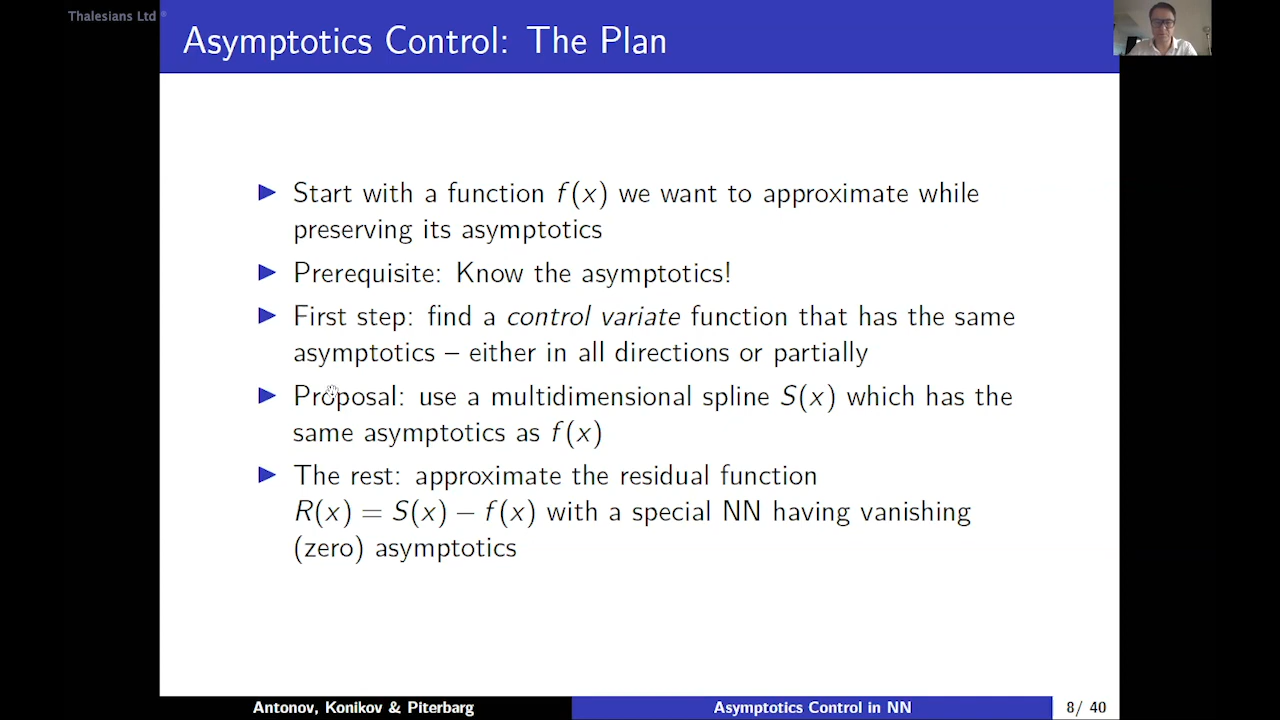 Thalesians Ltd
Asymptotics Control: The Plan
Start with a function f(x) we want to approximate while
preserving its asymptotics
Prerequisite: Know the asymptotics!
First step: find a control variate function that has the same
asymptotics – either in all directions or partially
Proposal: use a multidimensional spline S(x) which has the
same asymptotics as f(x)
The rest: approximate the residual function
R(x) = S(x) − f(x) with a special NN having vanishing
(zero) asymptotics
Antonov, Konikov & Piterbarg
Asymptotics Control in NN
8/ 40